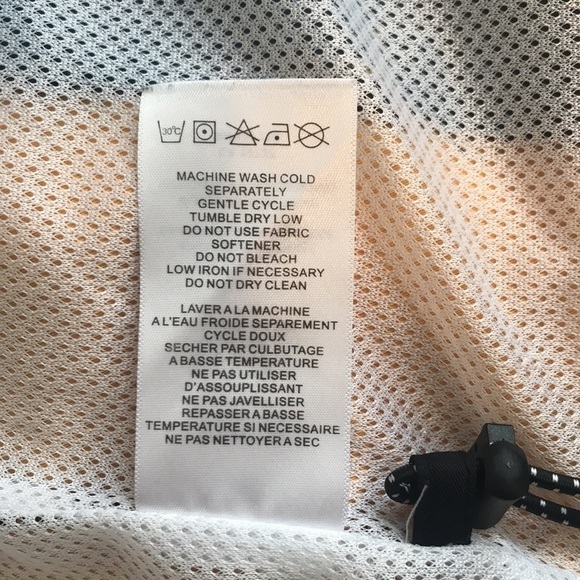 30°C
MACHINE WASH COLD
SEPARATELY
GENTLE CYCLE
TUMBLE DRY LOW
DO NOT USE FABRIC
SOFTENER
DO NOT BLEACH
LOW IRON IF NECESSARY
DO NOT DRY CLEAN
LAVER A LA MACHINE
A L'EAU FROIDE SEPAREMENT
CYCLE DOUX
SECHER PAR CULBUTAGE
A BASSE TEMPERATURE
NE PAS UTILISER
D'ASSOUPLISSANT
NE PAS JAVELLISER
REPASSER A BASSE
TEMPERATURE SI NECESSAIRE
NE PAS NETTOYER A SEC